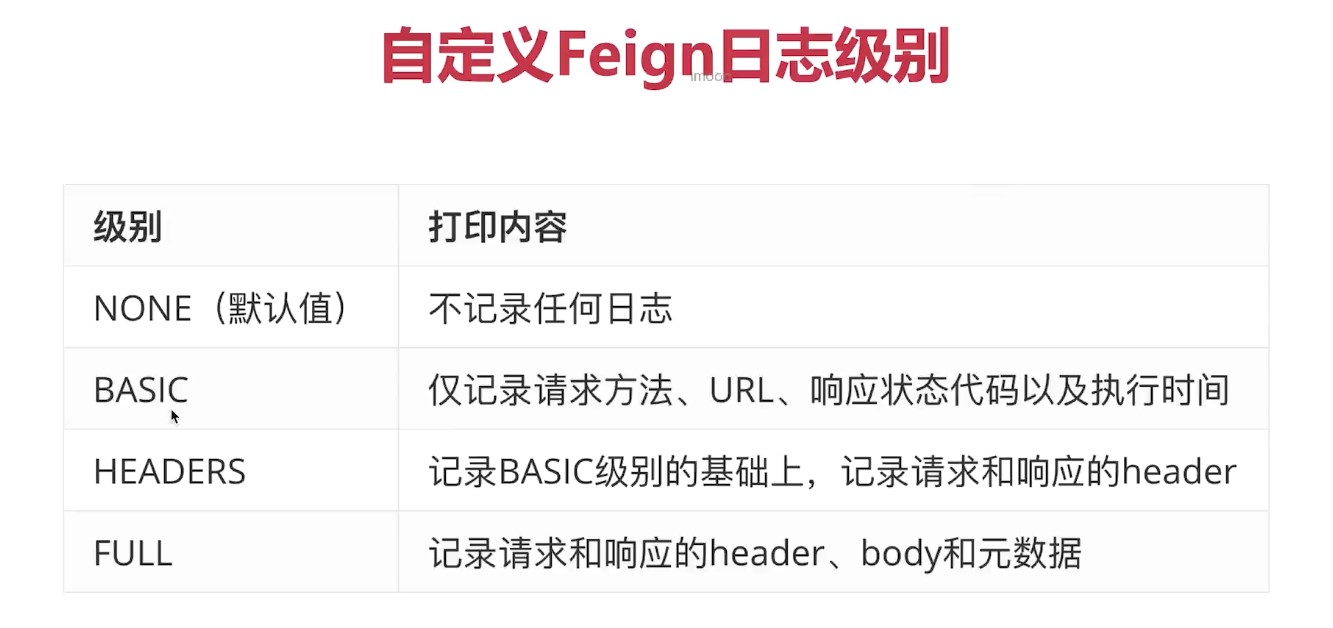 自定义Feign日志级别
imooc
级别 打印内容
NONE（默认值） 不记录任何日志
BASIC 仅记录请求方法、URL、响应状态代码以及执行时间
HEADERS 记录BASIC级别的基础上，记录请求和响应的header
FULL 记录请求和响应的header、body和元数据